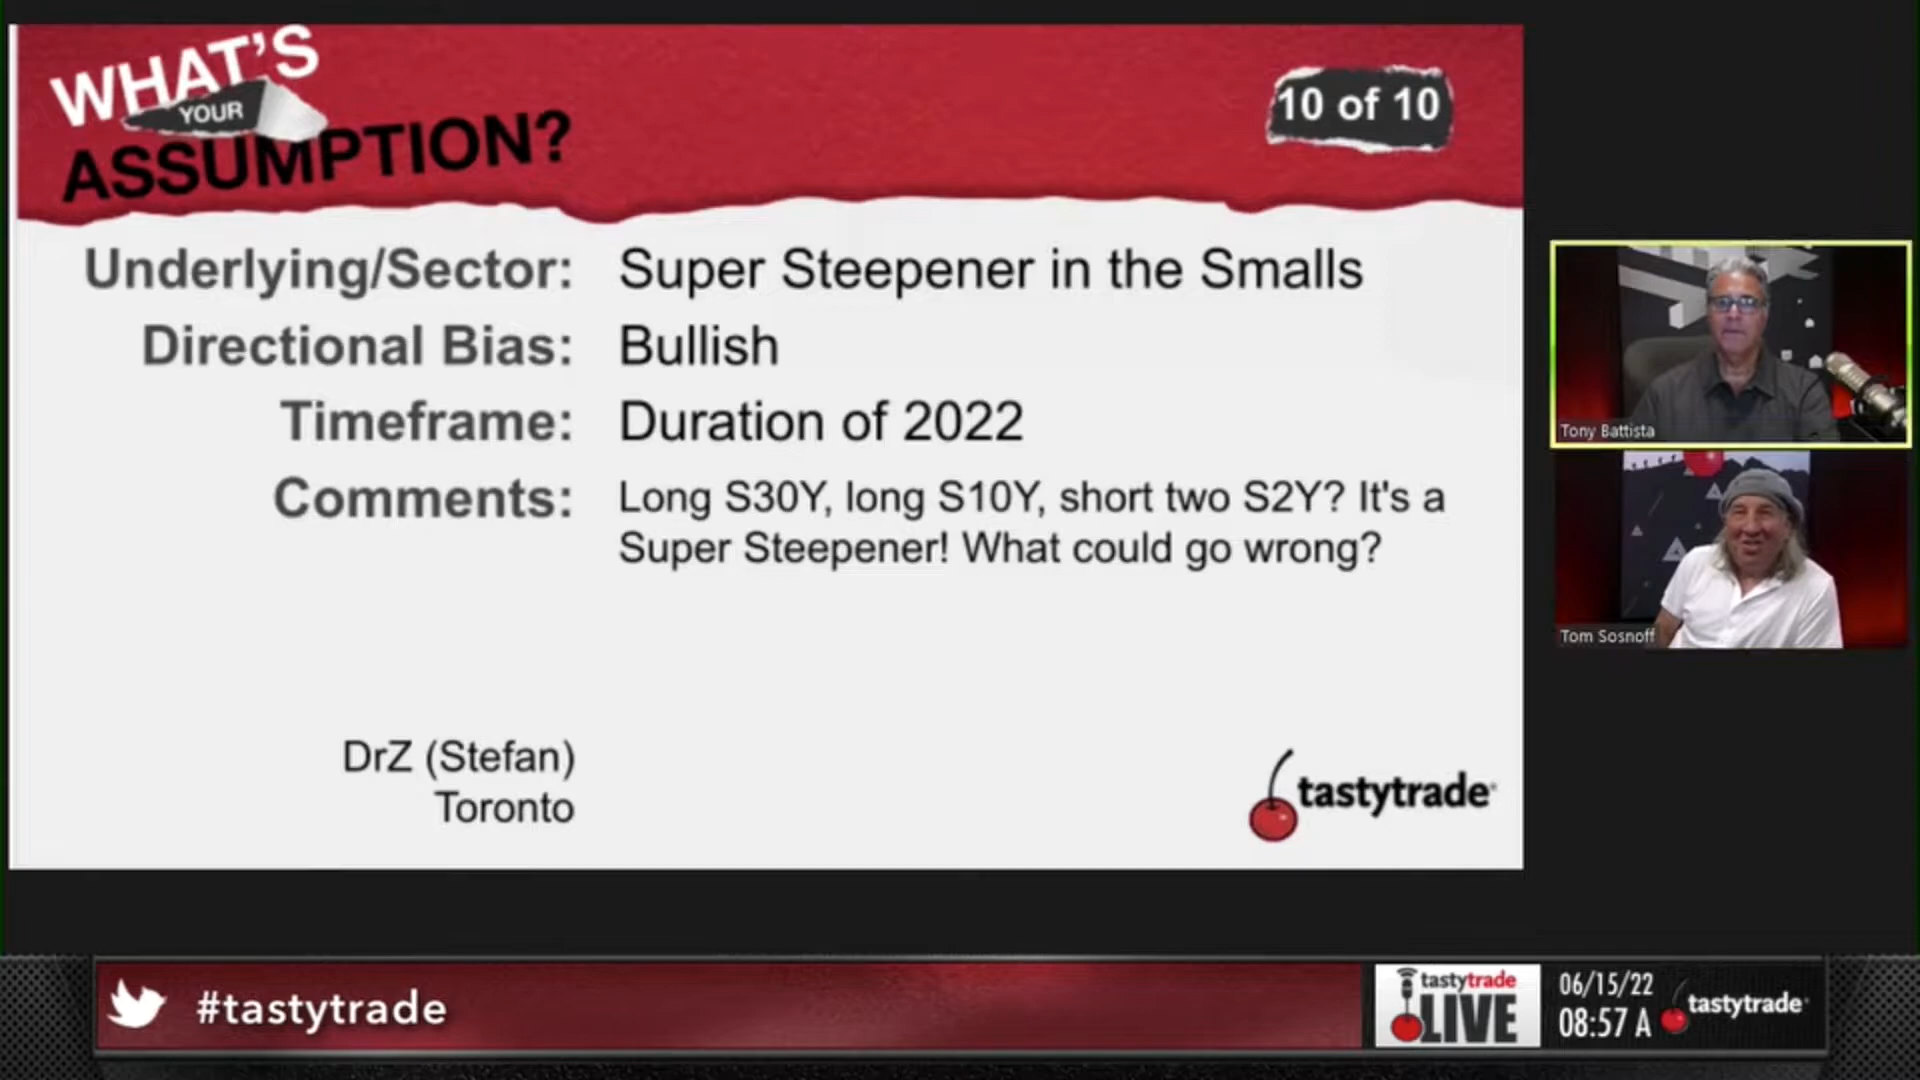 WHAT'S
YOUR
ASSUMPTION?
10 of 10
Underlying/Sector: Super Steepener in the Smalls
Directional Bias: Bullish
Timeframe: Duration of 2022
Comments: Long S30Y, long S10Y, short two S2Y? It's a
Super Steepener! What could go wrong?
DrZ (Stefan)
Toronto
tastytrade
Tony Battista
Tom Sosnoff
#tastytrade
tastytrade
LIVE
06/15/22
08:57 A
tastytrade